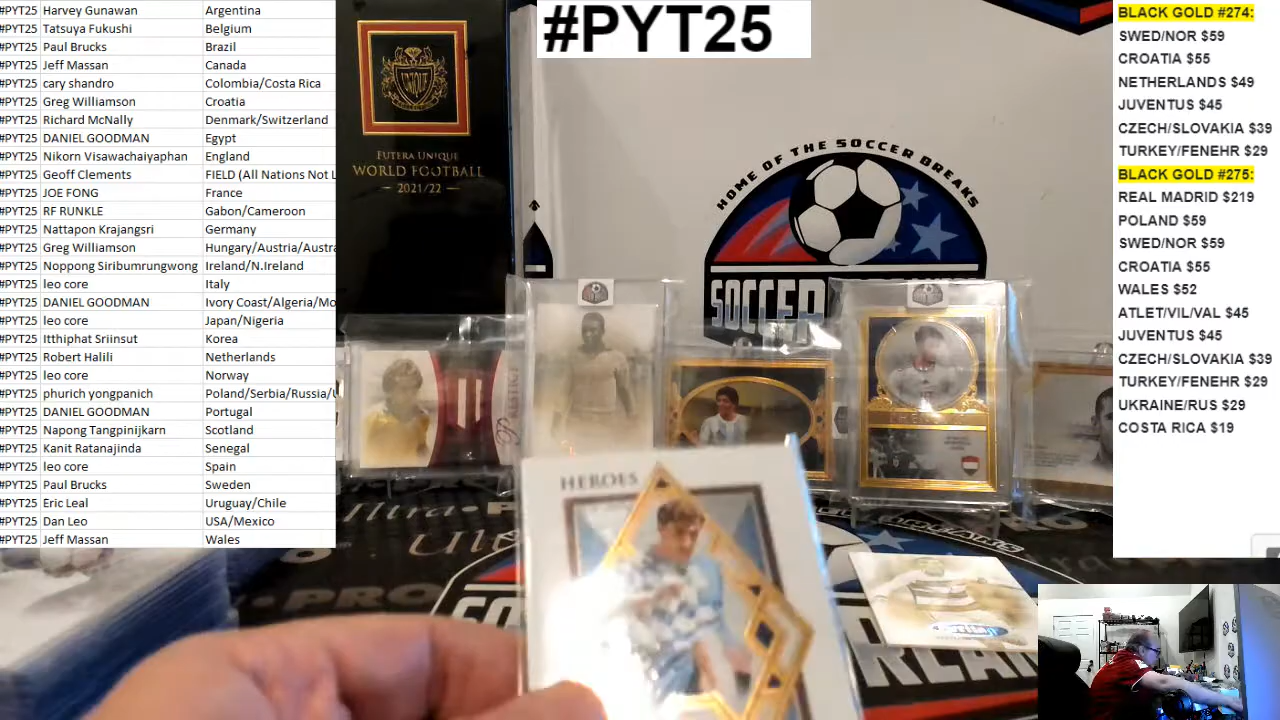 #PYT25 Harvey Gunawan Argentina
#PYT25 Tatsuya Fukushi Belgium
#PYT25 Paul Brucks Brazil
#PYT25 Jeff Massan Canada
#PYT25 cary shandro Colombia/Costa Rica
#PYT25 Greg Williamson Croatia
#PYT25 Richard McNally Denmark/Switzerland
#PYT25 DANIEL GOODMAN Egypt
#PYT25 Nikorn Visawachaiyaphan England
#PYT25 Geoff Clements FIELD (All Nations Not L
#PYT25 JOE FONG France
#PYT25 RF RUNKLE Gabon/Cameroon
#PYT25 Nattapon Krajangsri Germany
#PYT25 Greg Williamson Hungary/Austria/Austra
#PYT25 Noppong Siribumrungwong Ireland/N.Ireland
#PYT25 leo core Italy
#PYT25 DANIEL GOODMAN Ivory Coast/Algeria/Mo
#PYT25 leo core Japan/Nigeria
#PYT25 Itthiphat Sriinsut Korea
#PYT25 Robert Halili Netherlands
#PYT25 leo core Norway
#PYT25 phurich yongpanich Poland/Serbia/Russia/U
#PYT25 DANIEL GOODMAN Portugal
#PYT25 Napong Tangpinijkarn Scotland
#PYT25 Kanit Ratanajinda Senegal
#PYT25 leo core Spain
#PYT25 Paul Brucks Sweden
#PYT25 Eric Leal Uruguay/Chile
#PYT25 Dan Leo USA/Mexico
#PYT25 Jeff Massan Wales
#PYT25
UNIQUE
FUTERA UNIQUE
WORLD FOOTBALL
2021/22
HOME OF THE SOCCER BREAKS
SOCCER
HEROES
BLACK GOLD #274:
SWED/NOR $59
CROATIA $55
NETHERLANDS $49
JUVENTUS $45
CZECH/SLOVAKIA $39
TURKEY/FENEHR $29
BLACK GOLD #275:
REAL MADRID $219
POLAND $59
SWED/NOR $59
CROATIA $55
WALES $52
ATLET/VIL/VAL $45
JUVENTUS $45
CZECH/SLOVAKIA $39
TURKEY/FENEHR $29
UKRAINE/RUS $29
COSTA RICA $19